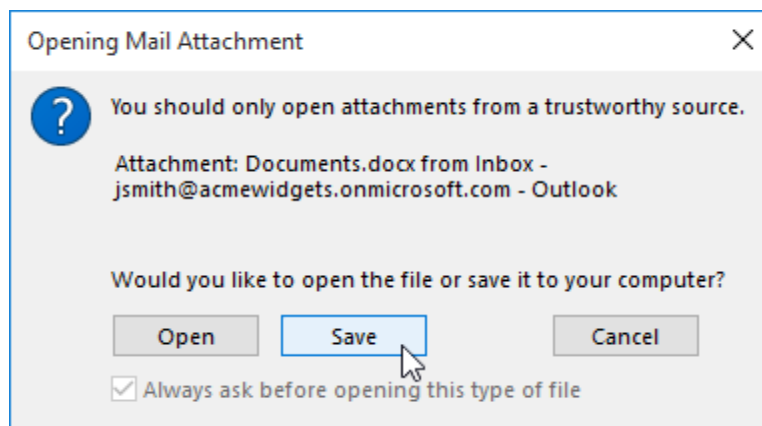 Opening Mail Attachment
You should only open attachments from a trustworthy source.
Attachment: Documents.docx from Inbox -
jsmith@acmewidgets.onmicrosoft.com - Outlook
Would you like to open the file or save it to your computer?
Open Save Cancel
Always ask before opening this type of file